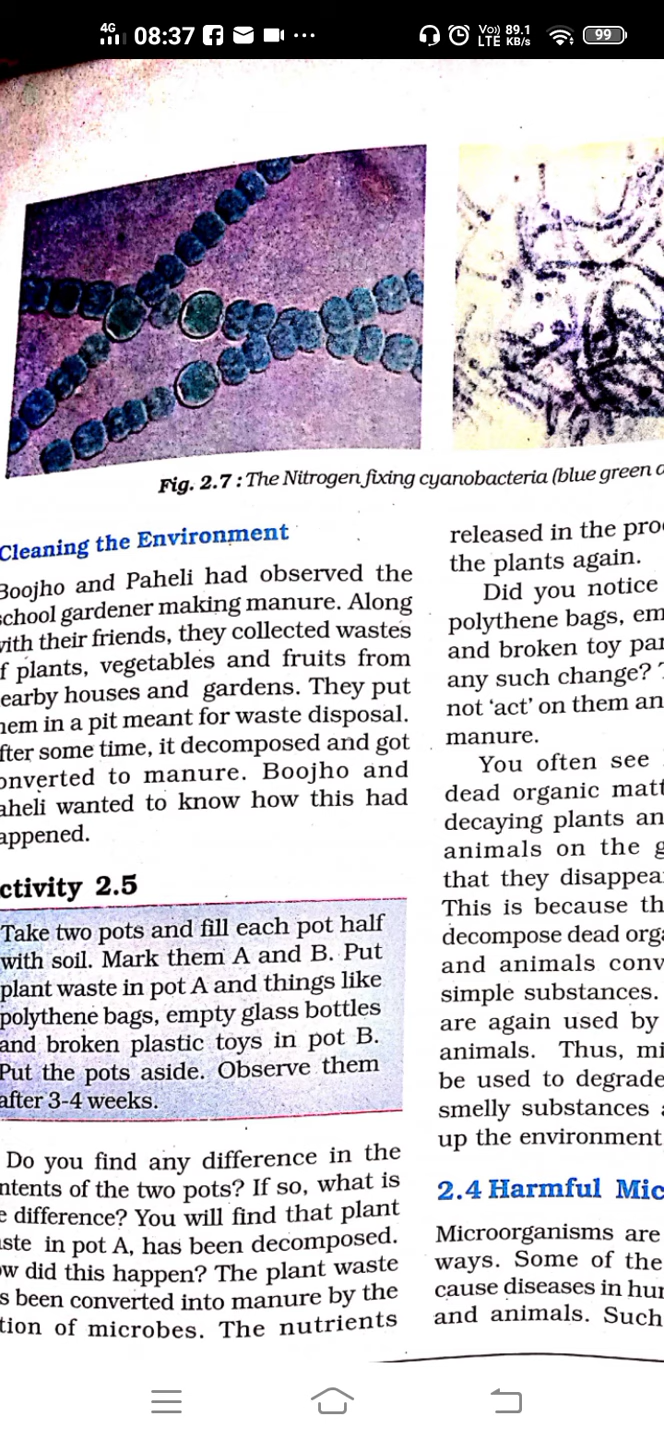 4G 08:37 Vo)) LTE 89.1 KB/s 99
Fig. 2.7 : The Nitrogen fixing cyanobacteria (blue green
Cleaning the Environment
Boojho and Paheli had observed the
school gardener making manure. Along
with their friends, they collected wastes
f plants, vegetables and fruits from
earby houses and gardens. They put
hem in a pit meant for waste disposal.
fter some time, it decomposed and got
onverted to manure. Boojho and
aheli wanted to know how this had
appened.
ctivity 2.5
Take two pots and fill each pot half
with soil. Mark them A and B. Put
plant waste in pot A and things like
polythene bags, empty glass bottles
and broken plastic toys in pot B.
Put the pots aside. Observe them
after 3-4 weeks.
Do you find any difference in the
ntents of the two pots? If so, what is
e difference? You will find that plant
ste in pot A, has been decomposed.
ow did this happen? The plant waste
s been converted into manure by the
tion of microbes. The nutrients
released in the pro
the plants again.
Did you notice
polythene bags, em
and broken toy par
any such change?
not 'act' on them an
manure.
You often see
dead organic matt
decaying plants an
animals on the g
that they disappea
This is because th
decompose dead orga
and animals conv
simple substances.
are again used by
animals. Thus, mi
be used to degrade
smelly substances
up the environment
2.4 Harmful Mic
Microorganisms are
ways. Some of the
cause diseases in hu
and animals. Such